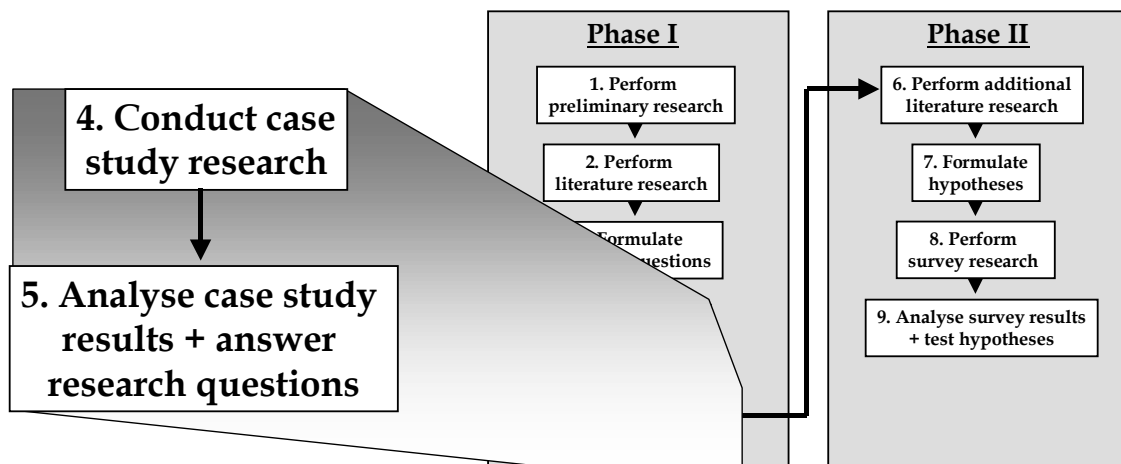 Phase I
1. Perform
preliminary research
2. Perform
literature research
Formulate
questions
4. Conduct case
study research
5. Analyse case study
results + answer
research questions
Phase II
6. Perform additional
literature research
7. Formulate
hypotheses
8. Perform
survey research
9. Analyse survey results
+ test hypotheses